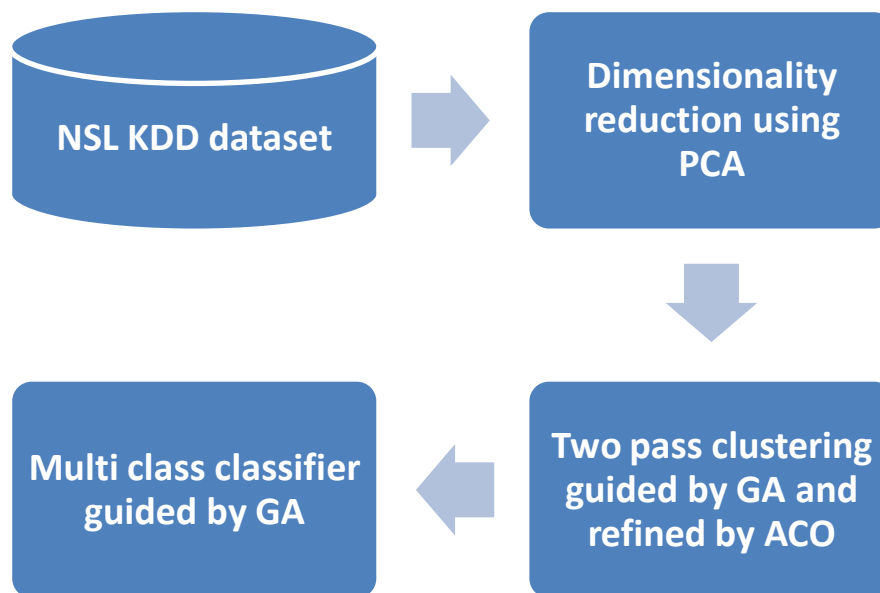 NSL KDD dataset
Dimensionality
reduction using
PCA
Two pass clustering
guided by GA and
refined by ACO
Multi class classifier
guided by GA